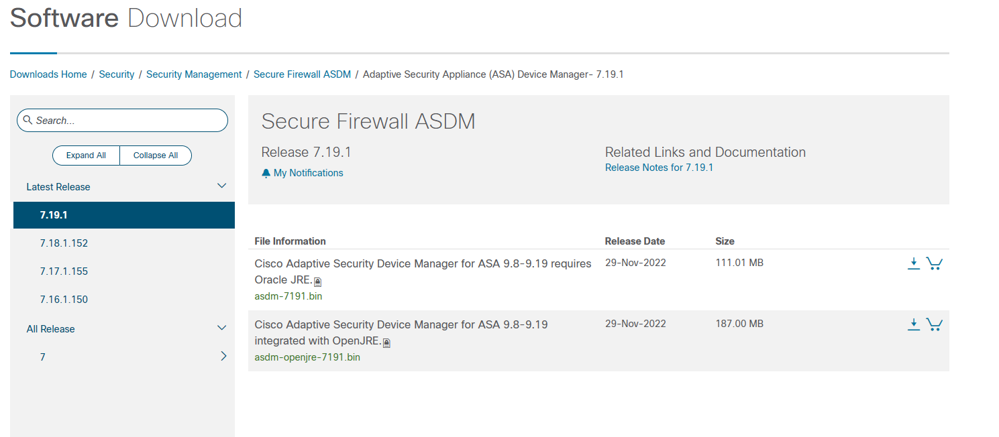 Software Download
Downloads Home / Security / Security Management / Secure Firewall ASDM / Adaptive Security Appliance (ASA) Device Manager- 7.19.1
Search...
Expand All
Collapse All
Latest Release
7.19.1
7.18.1.152
7.17.1.155
7.16.1.150
All Release
7
Secure Firewall ASDM
Release 7.19.1
My Notifications
Related Links and Documentation
Release Notes for 7.19.1
File Information Release Date Size
Cisco Adaptive Security Device Manager for ASA 9.8-9.19 requires 29-Nov-2022 111.01 MB
Oracle JRE.
asdm-7191.bin
Cisco Adaptive Security Device Manager for ASA 9.8-9.19 29-Nov-2022 187.00 MB
integrated with OpenJRE.
asdm-openjre-7191.bin